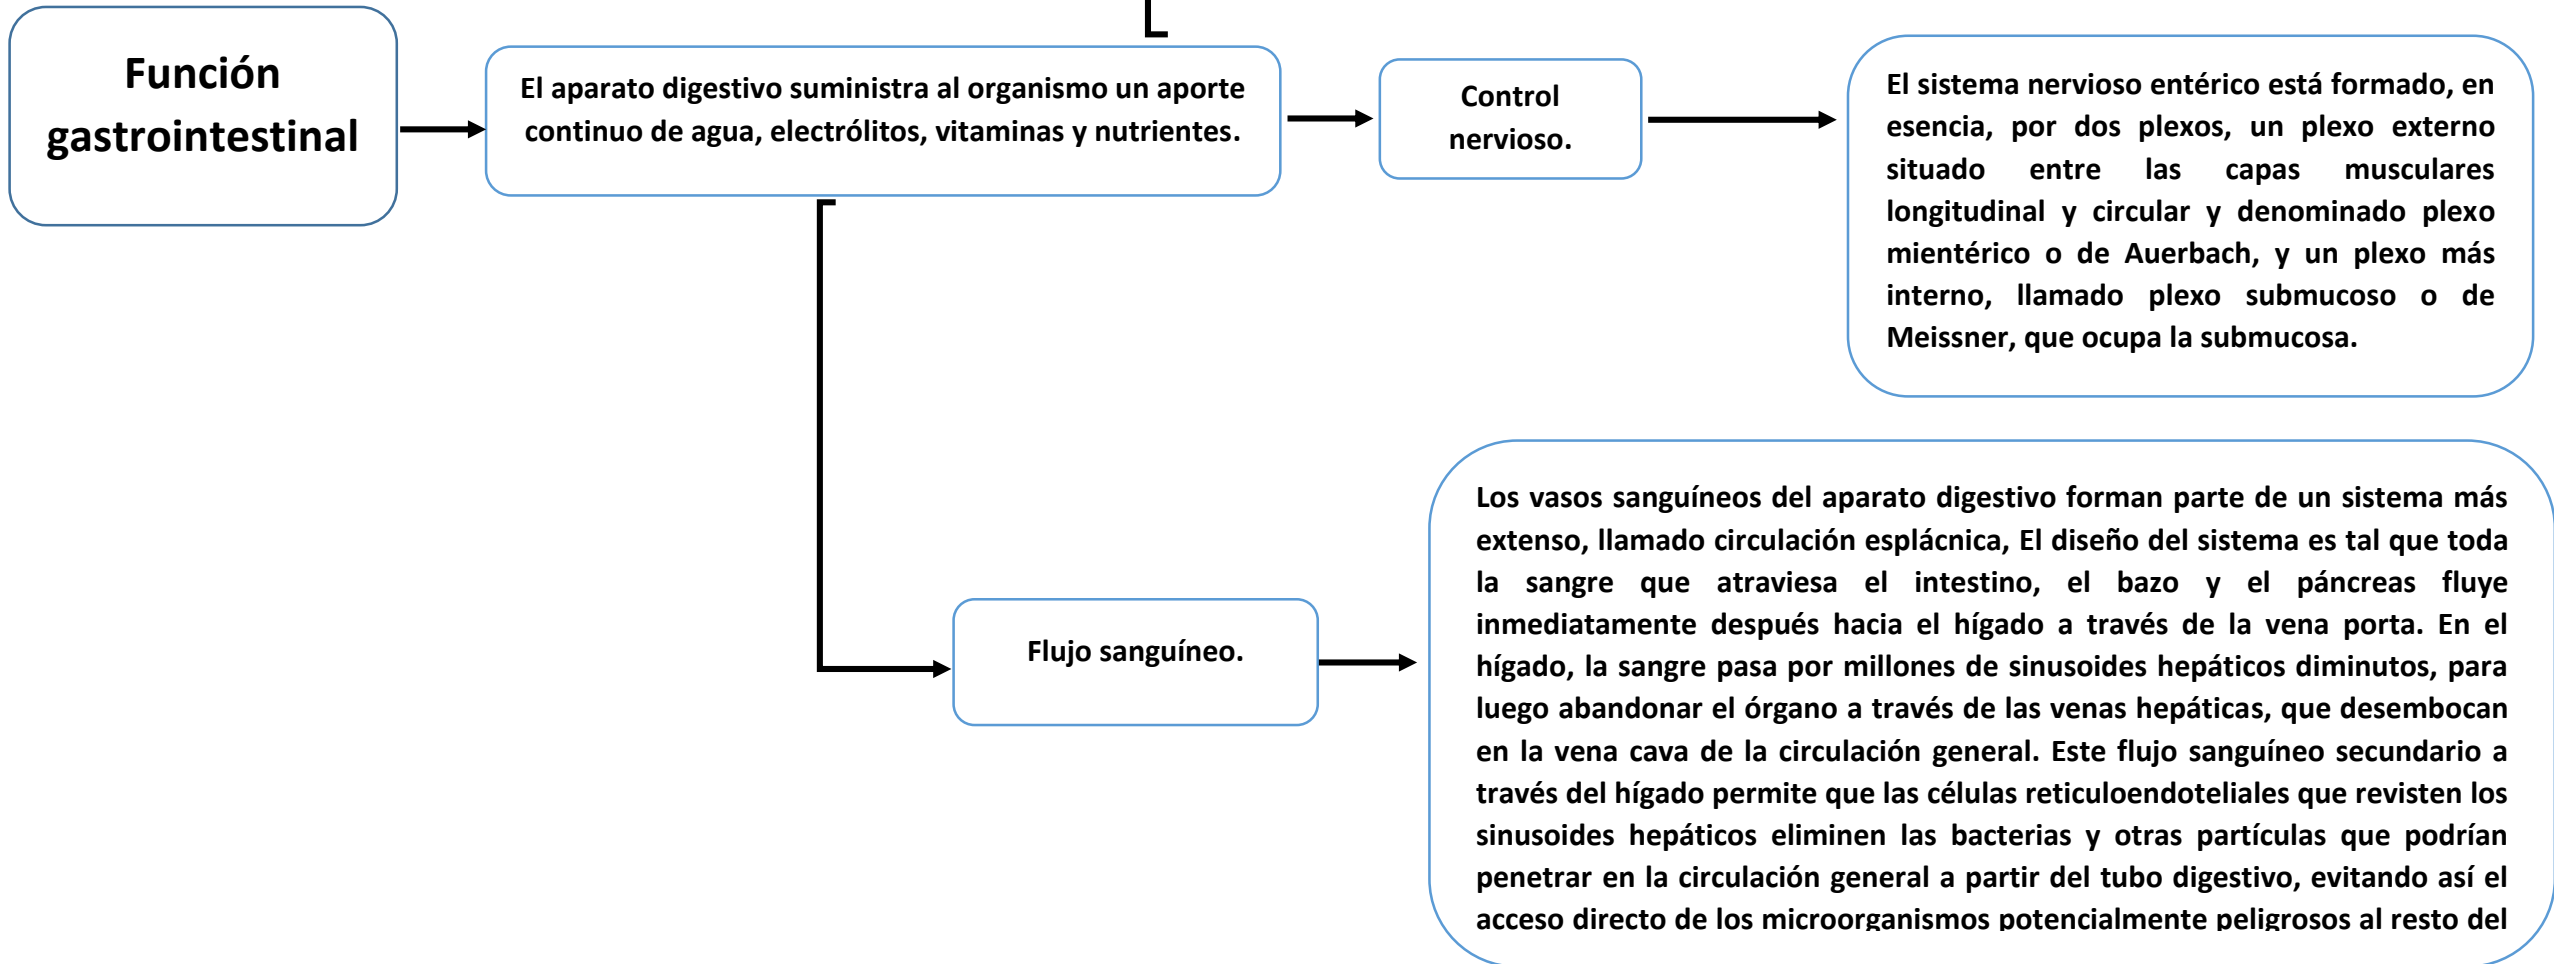 Función
gastrointestinal
El aparato digestivo suministra al organismo un aporte
continuo de agua, electrólitos, vitaminas y nutrientes.
Control
nervioso.
El sistema nervioso entérico está formado, en
esencia, por dos plexos, un plexo externo
situado entre las capas musculares
longitudinal y circular y denominado plexo
mientérico o de Auerbach, y un plexo más
interno, llamado plexo submucoso o de
Meissner, que ocupa la submucosa.
Flujo sanguíneo.
Los vasos sanguíneos del aparato digestivo forman parte de un sistema más
extenso, llamado circulación esplácnica, El diseño del sistema es tal que toda
la sangre que atraviesa el intestino, el bazo y el páncreas fluye
inmediatamente después hacia el hígado a través de la vena porta. En el
hígado, la sangre pasa por millones de sinusoides hepáticos diminutos, para
luego abandonar el órgano a través de las venas hepáticas, que desembocan
en la vena cava de la circulación general. Este flujo sanguíneo secundario a
través del hígado permite que las células reticuloendoteliales que revisten los
sinusoides hepáticos eliminen las bacterias y otras partículas que podrían
penetrar en la circulación general a partir del tubo digestivo, evitando así el
acceso directo de los microorganismos potencialmente peligrosos al resto del